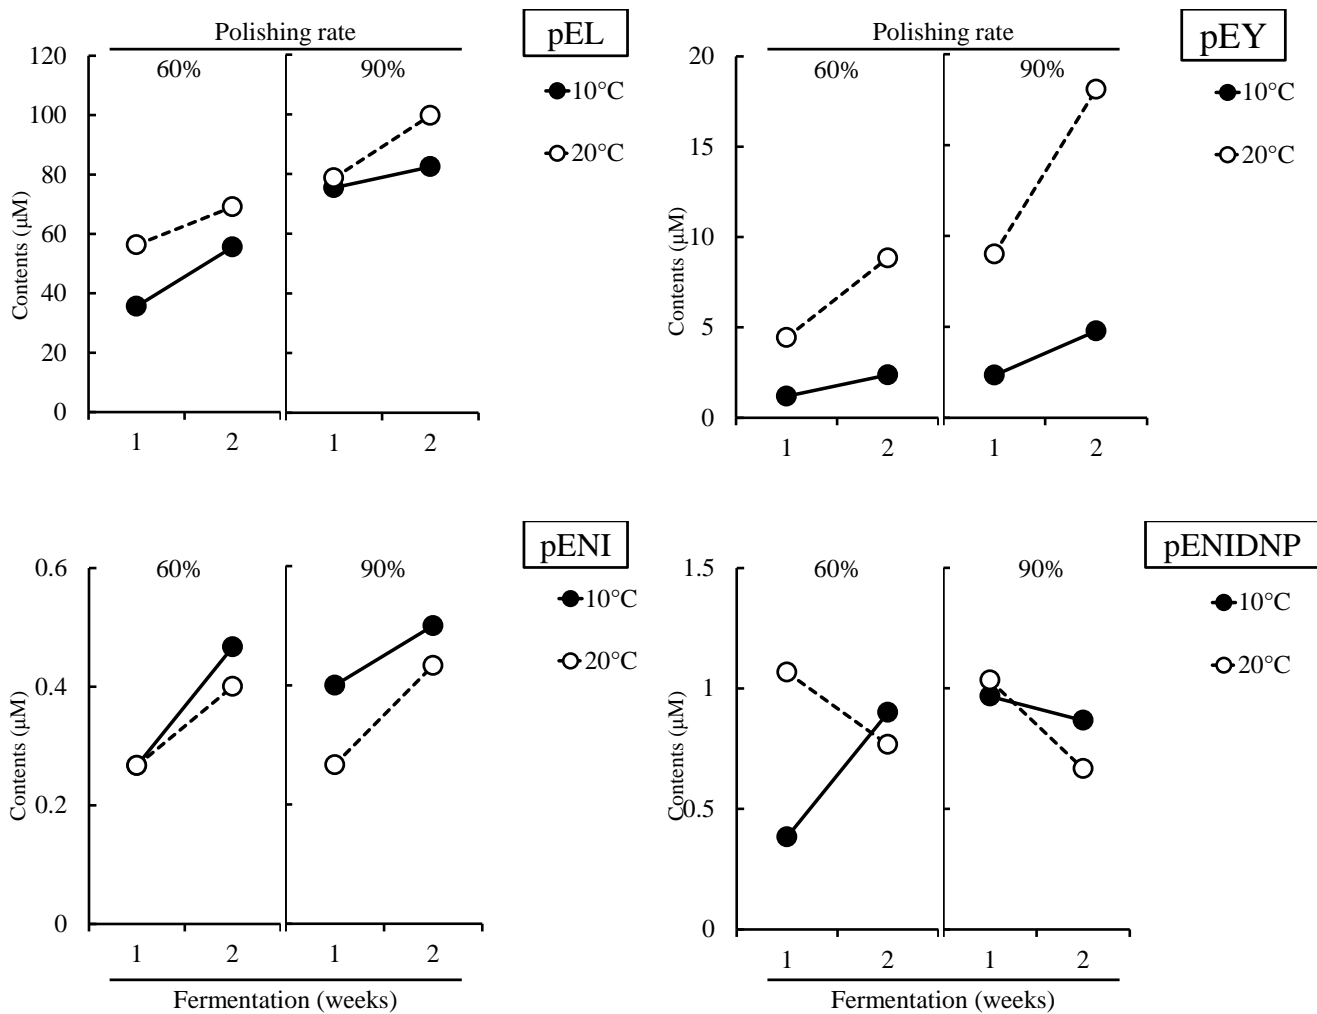 Polishing rate
pEL
120
60%
90%
10°C
100
20°C
80
60
40
20
0
Contents (μM)
1
2
1
2
Polishing rate
pEY
20
60%
90%
10°C
15
20°C
10
5
0
Contents (μM)
1
2
1
2
pENI
0.6
60%
90%
10°C
20°C
0.4
0.2
0
Contents (μM)
1
2
1
2
Fermentation (weeks)
pENIDNP
1.5
60%
90%
10°C
20°C
1
0.5
0
Contents (μM)
1
2
1
2
Fermentation (weeks)